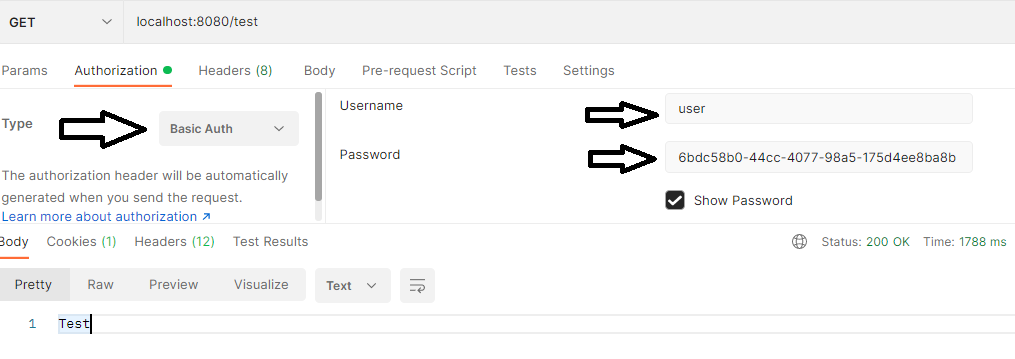 GET localhost:8080/test
Params Authorization Headers (8) Body Pre-request Script Tests Settings
Type Basic Auth
The authorization header will be automatically
generated when you send the request.
Learn more about authorization ↗
Username user
Password 6bdc58b0-44cc-4077-98a5-175d4ee8ba8b
Show Password
Body Cookies (1) Headers (12) Test Results Status: 200 OK Time: 1788 ms
Pretty Raw Preview Visualize Text
1 Test